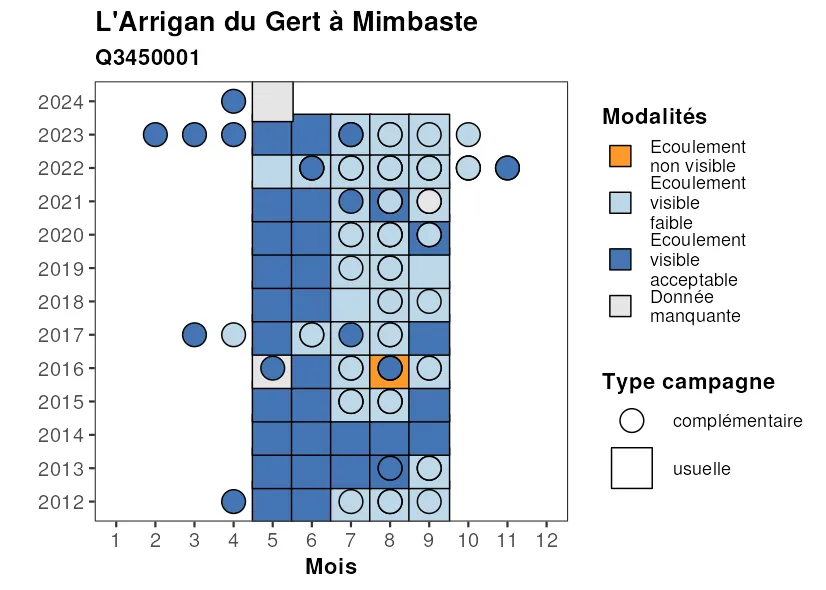 L'Arrigan du Gert à Mimbaste
Q3450001
2024
2023
2022
2021
2020
2019
2018
2017
2016
2015
2014
2013
2012
1 2 3 4 5 6 7 8 9 10 11 12
Mois
Modalités
Ecoulement
non visible
Ecoulement
visible
faible
Ecoulement
visible
acceptable
Donnée
manquante
Type campagne
complémentaire
usuelle